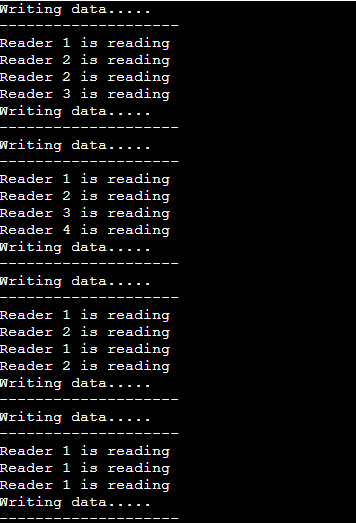 Writing data.....
---------------------
Reader 1 is reading
Reader 2 is reading
Reader 2 is reading
Reader 3 is reading
Writing data.....
---------------------
Writing data.....
---------------------
Reader 1 is reading
Reader 2 is reading
Reader 3 is reading
Reader 4 is reading
Writing data.....
---------------------
Writing data.....
---------------------
Reader 1 is reading
Reader 2 is reading
Reader 1 is reading
Reader 2 is reading
Writing data.....
---------------------
Writing data.....
---------------------
Reader 1 is reading
Reader 1 is reading
Reader 1 is reading
Writing data.....
---------------------